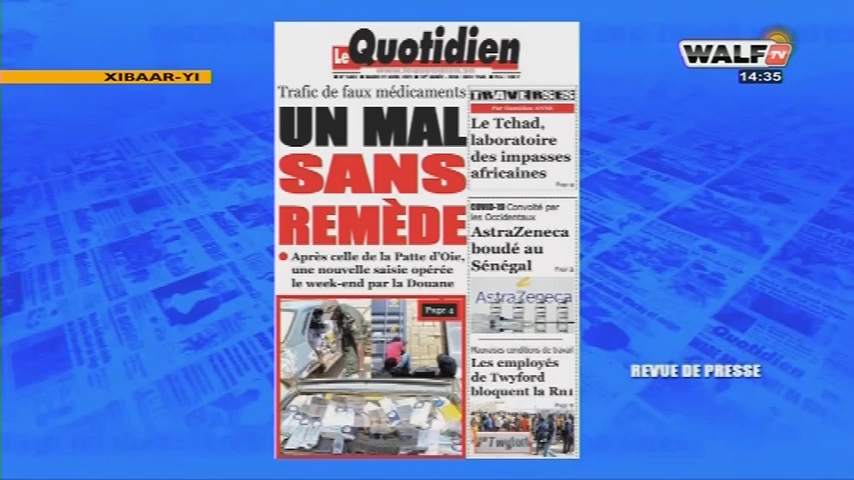 XIBAAR-YI
WALF TV
14:35
Le Quotidien
Trafic de faux médicaments
UN MAL
SANS
REMÈDE
Après celle de la Patte d'Oie,
une nouvelle saisie opérée
le week-end par la Douane
Page 4
TRAVERSES
Le Tchad,
laboratoire
des impasses
africaines
COVID-19 Convoité par
les Occidentaux
AstraZeneca
boudé au
Sénégal
AstraZeneca
Mauvaises conditions de travail
Les employés
de Twyford
bloquent la Rn1
Twyford
REVUE DE PRESSE